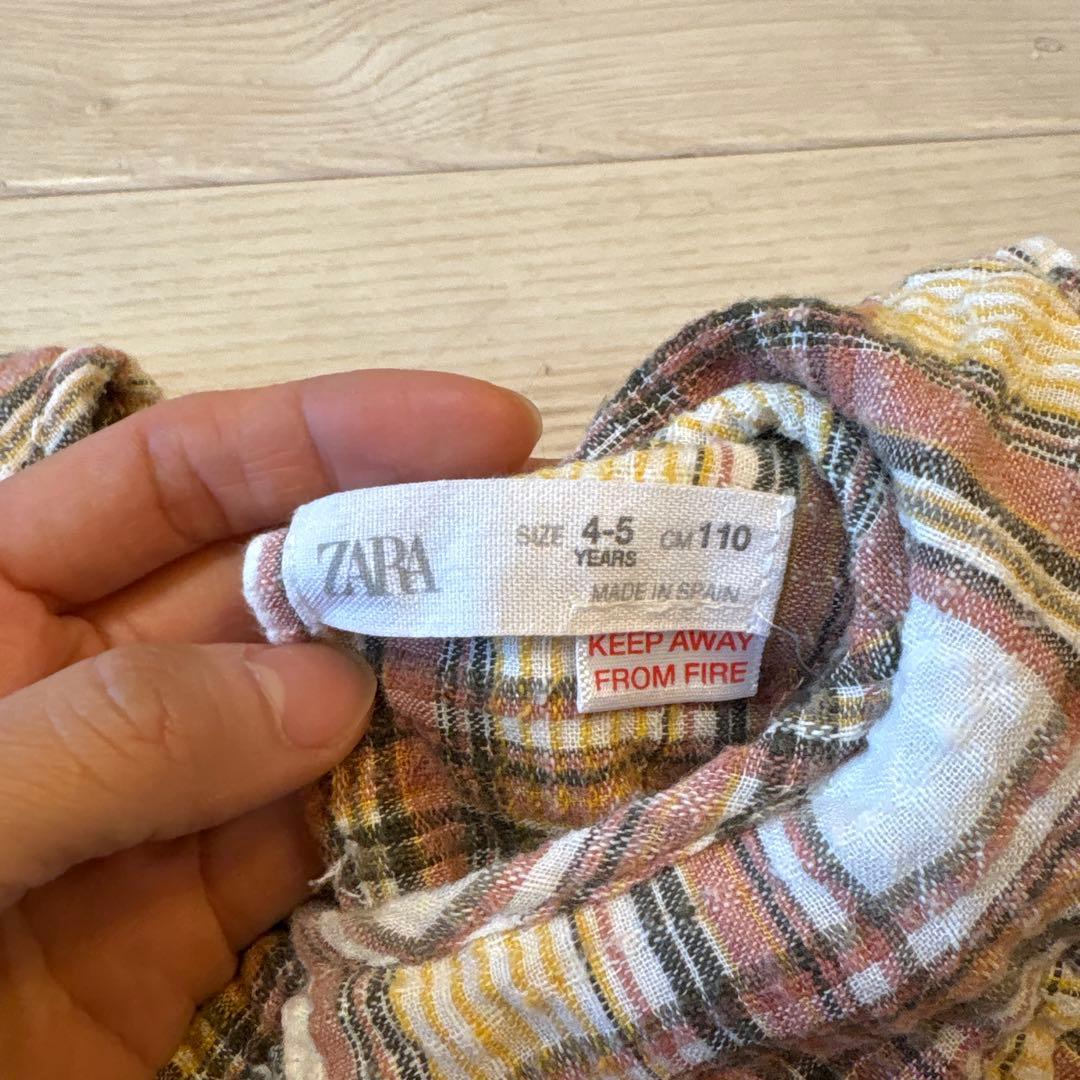 ZARA
SIZE 4-5 CM 110
YEARS
MADE IN SPAIN
KEEP AWAY
FROM FIRE